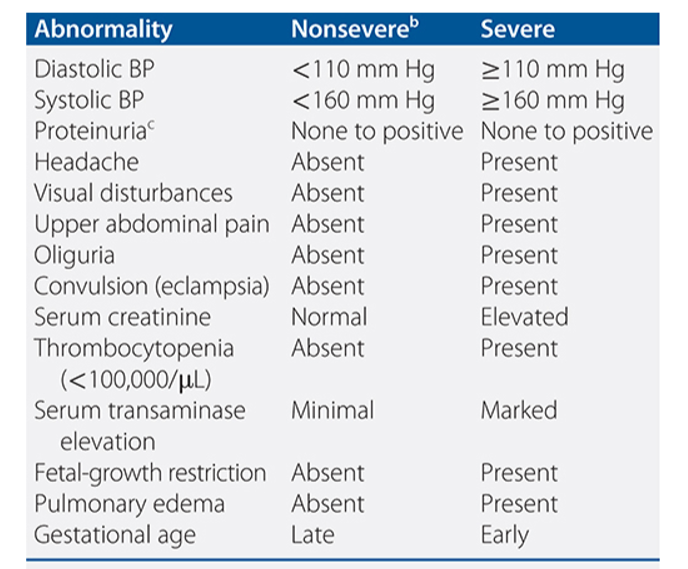 Abnormality Nonsevereᵇ Severe
Diastolic BP <110 mm Hg ≥110 mm Hg
Systolic BP <160 mm Hg ≥160 mm Hg
Proteinuriaᶜ None to positive None to positive
Headache Absent Present
Visual disturbances Absent Present
Upper abdominal pain Absent Present
Oliguria Absent Present
Convulsion (eclampsia) Absent Present
Serum creatinine Normal Elevated
Thrombocytopenia Absent Present
(<100,000/μL)
Serum transaminase Minimal Marked
elevation
Fetal-growth restriction Absent Present
Pulmonary edema Absent Present
Gestational age Late Early